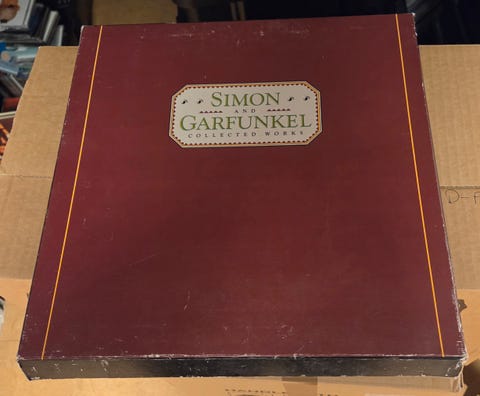 SIMON
AND
GARFUNKEL
COLLECTED WORKS